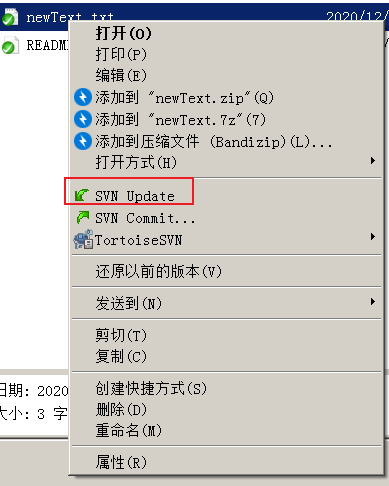 newText.txt 2020/12/
README
打开(O)
打印(P)
编辑(E)
添加到 "newText.zip"(Q)
添加到 "newText.7z"(7)
添加到压缩文件 (Bandizip)(L)...
打开方式(H)
SVN Update
SVN Commit...
TortoiseSVN
还原以前的版本(V)
发送到(N)
剪切(T)
复制(C)
日期: 2020
创建快捷方式(S)
大小: 3 字
删除(D)
重命名(M)
属性(R)